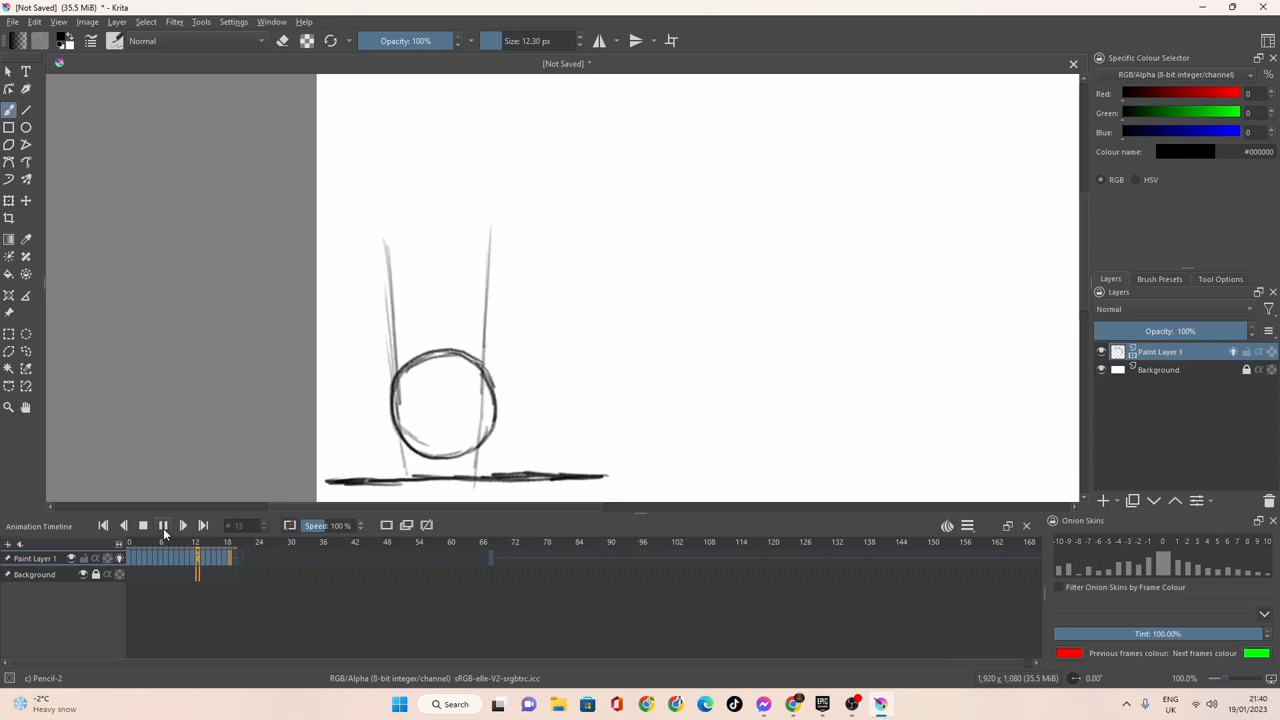 [Not Saved] (35.5 MiB) * - Krita
File Edit View Image Layer Select Filter Tools Settings Window Help
Normal Opacity: 100% Size: 12.30 px
[Not Saved] *
Specific Colour Selector
RGB/Alpha (8-bit integer/channel) %
Red: 0
Green: 0
Blue: 0
Colour name: #000000
RGB HSV
Layers Brush Presets Tool Options
Layers
Normal
Opacity: 100%
Paint Layer 1
Background
Animation Timeline # 13 Speed: 100 %
0 6 12 18 24 30 36 42 48 54 60 66 72 78 84 90 96 102 108 114 120 126 132 138 144 150 156 162 168
Paint Layer 1
Background
Onion Skins
-10 -9 -8 -7 -6 -5 -4 -3 -2 -1 0 1 2 3 4 5 6 7 8 9 10
Filter Onion Skins by Frame Colour
Tint: 100.00%
Previous frames colour: Next frames colour:
c) Pencil-2 RGB/Alpha (8-bit integer/channel) sRGB-elle-V2-srgbtrc.icc 1,920 x 1,080 (35.5 MiB) 0.00° 100.0%
-2°C
Heavy snow
Search
ENG
UK
21:40
19/01/2023